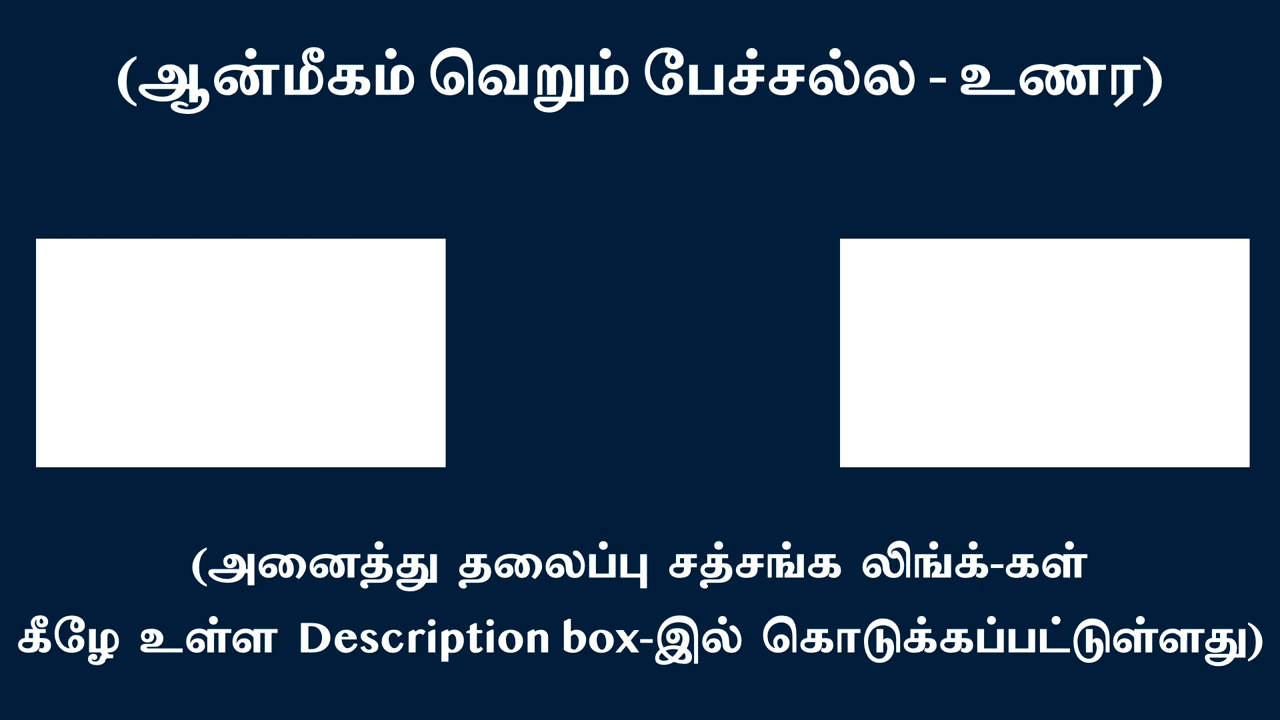 (ஆன்மீகம் வெறும் பேச்சல்ல - உணர)
(அனைத்து தலைப்பு சத்சங்க லிங்க்-கள்
கீழே உள்ள Description box-இல் கொடுக்கப்பட்டுள்ளது)